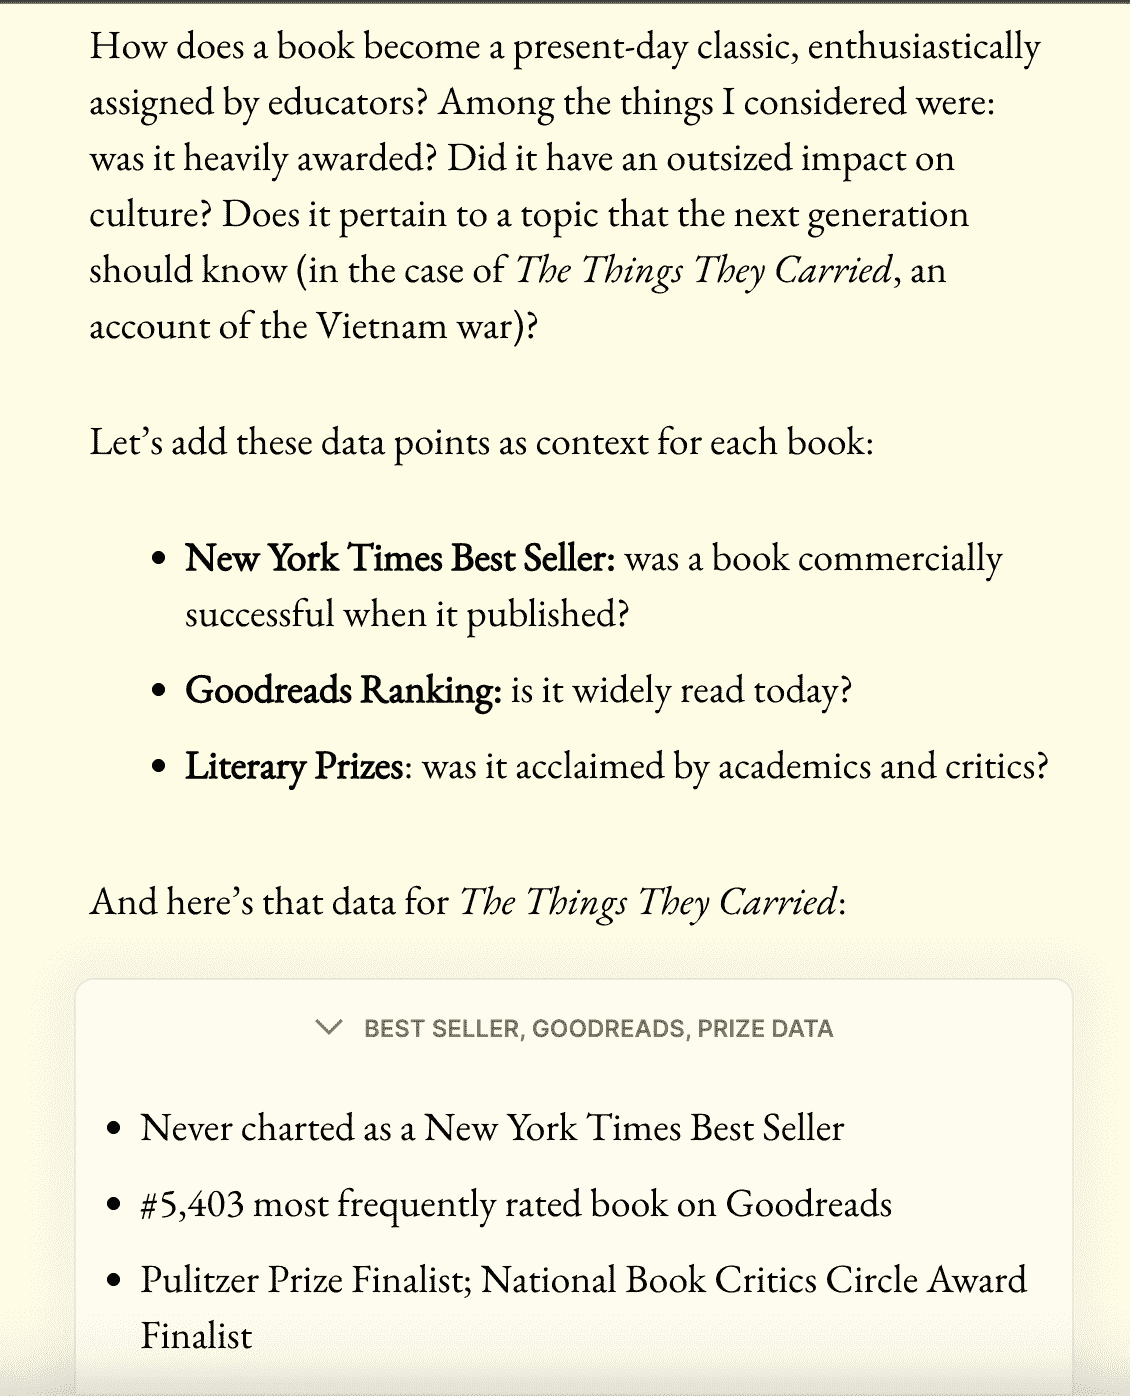 How does a book become a present-day classic, enthusiastically
assigned by educators? Among the things I considered were:
was it heavily awarded? Did it have an outsized impact on
culture? Does it pertain to a topic that the next generation
should know (in the case of The Things They Carried, an
account of the Vietnam war)?
Let’s add these data points as context for each book:
• New York Times Best Seller: was a book commercially
successful when it published?
• Goodreads Ranking: is it widely read today?
• Literary Prizes: was it acclaimed by academics and critics?
And here’s that data for The Things They Carried:
BEST SELLER, GOODREADS, PRIZE DATA
• Never charted as a New York Times Best Seller
• #5,403 most frequently rated book on Goodreads
• Pulitzer Prize Finalist; National Book Critics Circle Award
Finalist